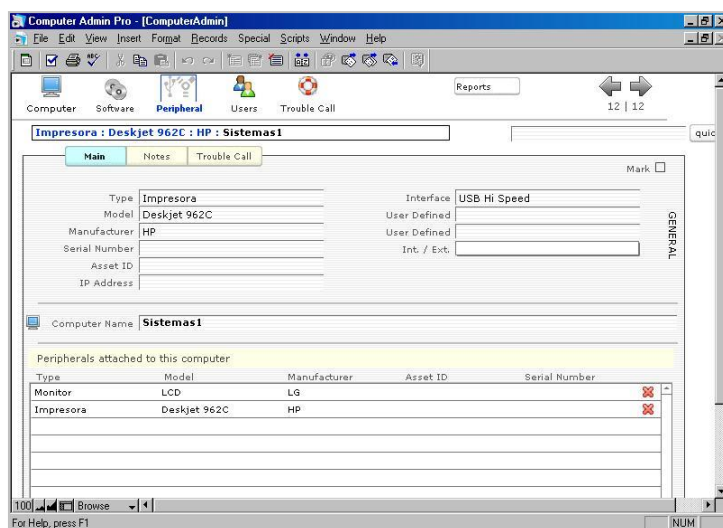 Computer Admin Pro - [ComputerAdmin]
File Edit View Insert Format Records Special Scripts Window Help
Computer Software Peripheral Users Trouble Call
Reports
12 | 12
Impresora : Deskjet 962C : HP : Sistemas1
quic
Main Notes Trouble Call
Mark
Type Impresora
Interface USB Hi Speed
Model Deskjet 962C
User Defined
Manufacturer HP
User Defined
Serial Number
Int. / Ext.
Asset ID
IP Address
GENERAL
Computer Name Sistemas1
Peripherals attached to this computer
Type Model Manufacturer Asset ID Serial Number
Monitor LCD LG
Impresora Deskjet 962C HP
100 Browse
For Help, press F1
NUM